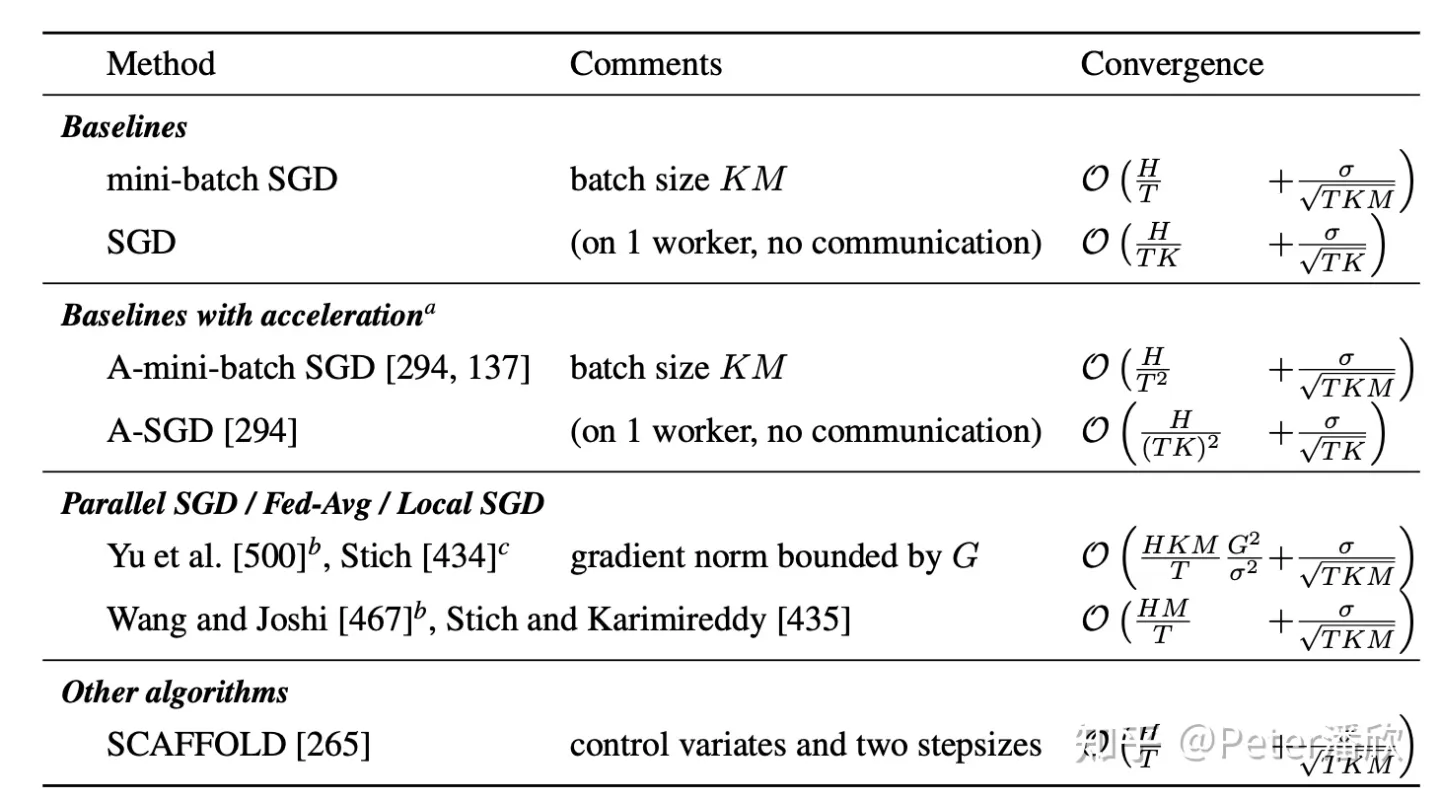 Method Comments Convergence
Baselines
mini-batch SGD batch size KM $\mathcal{O}\left(\frac{H}{T} + \frac{\sigma}{\sqrt{TKM}}\right)$
SGD (on 1 worker, no communication) $\mathcal{O}\left(\frac{H}{TK} + \frac{\sigma}{\sqrt{TK}}\right)$
Baselines with acceleration$^a$
A-mini-batch SGD [294, 137] batch size KM $\mathcal{O}\left(\frac{H}{T^2} + \frac{\sigma}{\sqrt{TKM}}\right)$
A-SGD [294] (on 1 worker, no communication) $\mathcal{O}\left(\frac{H}{(TK)^2} + \frac{\sigma}{\sqrt{TK}}\right)$
Parallel SGD / Fed-Avg / Local SGD
Yu et al. [500]$^b$, Stich [434]$^c$ gradient norm bounded by G $\mathcal{O}\left(\frac{HKM}{T}\frac{G^2}{\sigma^2} + \frac{\sigma}{\sqrt{TKM}}\right)$
Wang and Joshi [467]$^b$, Stich and Karimireddy [435] $\mathcal{O}\left(\frac{HM}{T} + \frac{\sigma}{\sqrt{TKM}}\right)$
Other algorithms
SCAFFOLD [265] control variates and two stepsizes $\mathcal{O}\left(\frac{H}{T} + \frac{\sigma}{\sqrt{TKM}}\right)$
知乎 @Peter潘欣